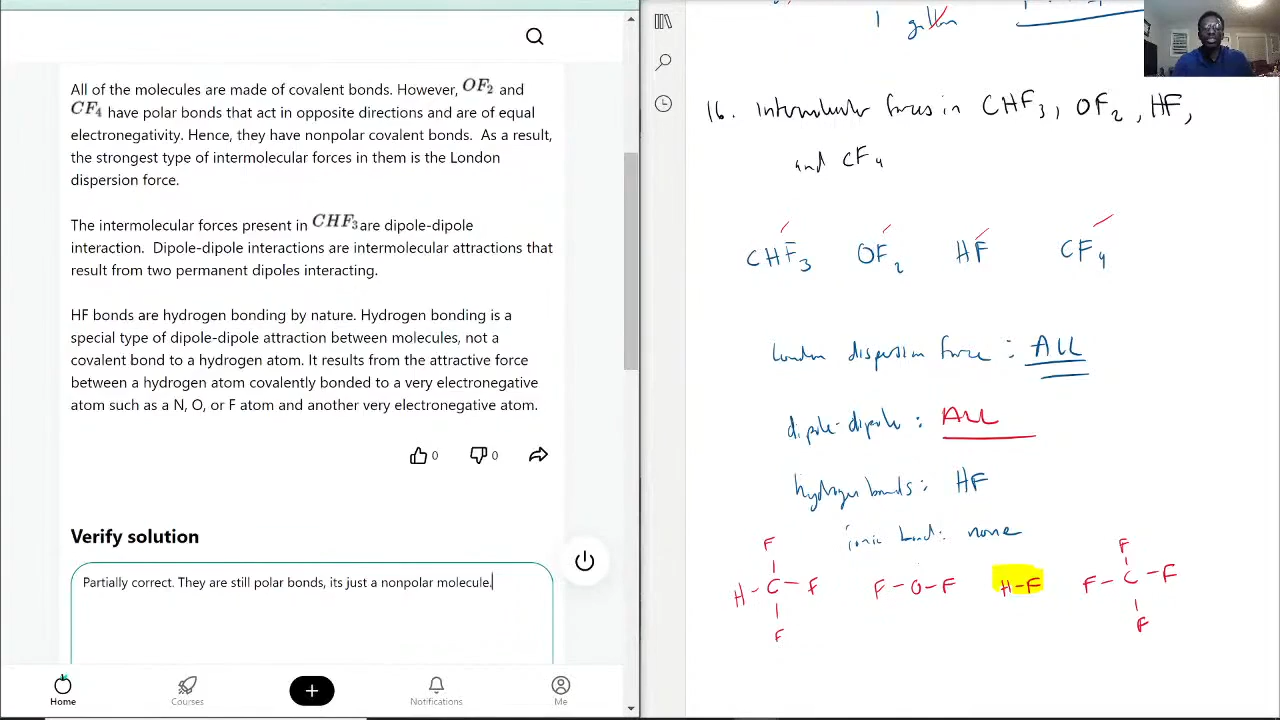 All of the molecules are made of covalent bonds. However, OF₂ and
CF₄ have polar bonds that act in opposite directions and are of equal
electronegativity. Hence, they have nonpolar covalent bonds. As a result,
the strongest type of intermolecular forces in them is the London
dispersion force.
The intermolecular forces present in CHF₃ are dipole-dipole
interaction. Dipole-dipole interactions are intermolecular attractions that
result from two permanent dipoles interacting.
HF bonds are hydrogen bonding by nature. Hydrogen bonding is a
special type of dipole-dipole attraction between molecules, not a
covalent bond to a hydrogen atom. It results from the attractive force
between a hydrogen atom covalently bonded to a very electronegative
atom such as a N, O, or F atom and another very electronegative atom.
0 0
Verify solution
Partially correct. They are still polar bonds, its just a nonpolar molecule.
Home Courses Notifications Me
1 gallon
16. Intermolecular forces in CHF₃, OF₂, HF,
and CF₄
CHF₃ OF₂ HF CF₄
London dispersion force: ALL
dipole-dipole: ALL
hydrogen bonds: HF
ionic bond: none
F F
H-C-F F-O-F H-F F-C-F
F F